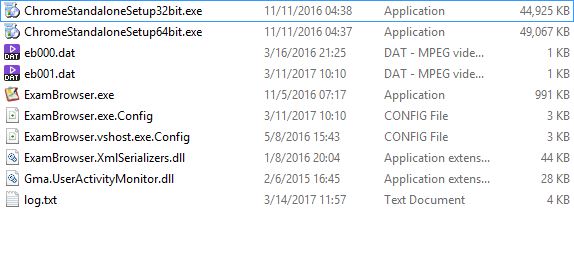 ChromeStandaloneSetup32bit.exe 11/11/2016 04:38 Application 44,925 KB
ChromeStandaloneSetup64bit.exe 11/11/2016 04:37 Application 49,067 KB
eb000.dat 3/16/2016 21:25 DAT - MPEG vide... 1 KB
eb001.dat 3/11/2017 10:10 DAT - MPEG vide... 1 KB
ExamBrowser.exe 11/5/2016 07:17 Application 991 KB
ExamBrowser.exe.Config 3/11/2017 10:10 CONFIG File 3 KB
ExamBrowser.vshost.exe.Config 5/8/2016 15:43 CONFIG File 3 KB
ExamBrowser.XmlSerializers.dll 1/8/2016 20:04 Application extens... 44 KB
Gma.UserActivityMonitor.dll 2/6/2015 16:45 Application extens... 28 KB
log.txt 3/14/2017 11:57 Text Document 4 KB